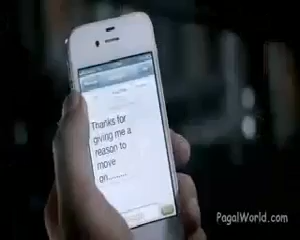 Thanks for
giving me a
reason to
move
on.........
PagalWorld.com